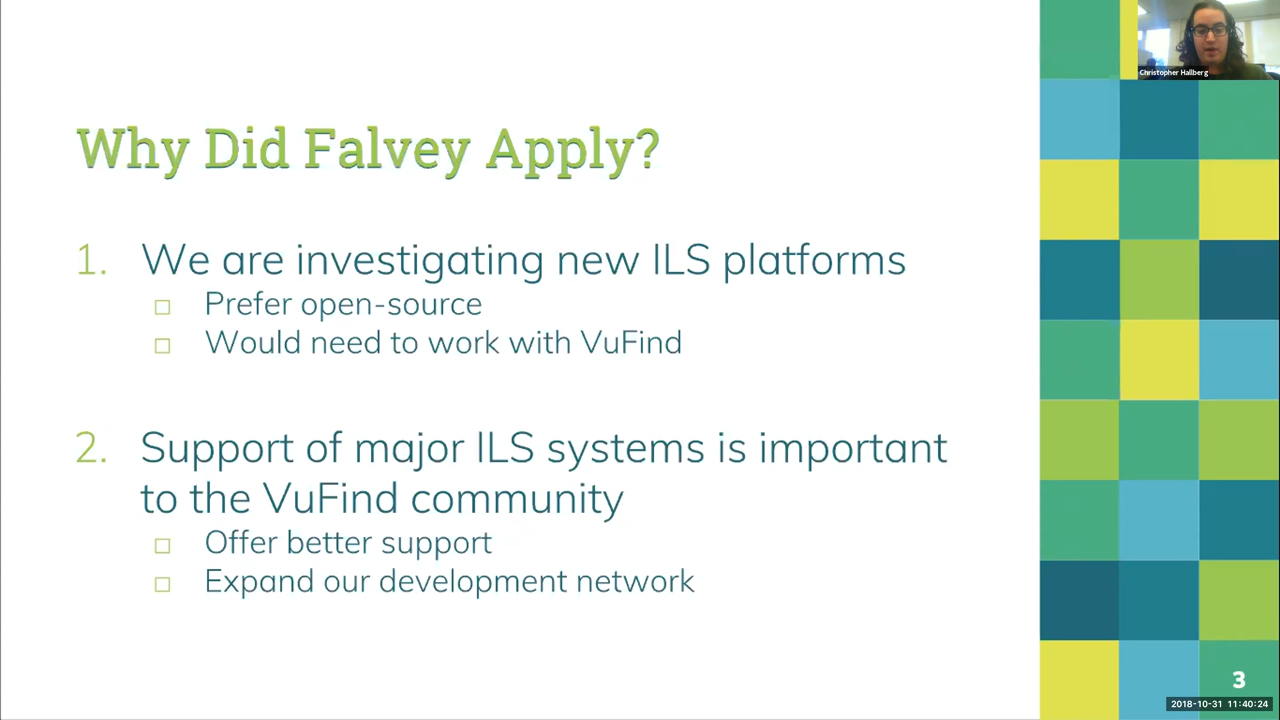 Christopher Hallberg
Why Did Falvey Apply?
1. We are investigating new ILS platforms
□ Prefer open-source
□ Would need to work with VuFind
2. Support of major ILS systems is important
to the VuFind community
□ Offer better support
□ Expand our development network
3
2018-10-31 11:40:24